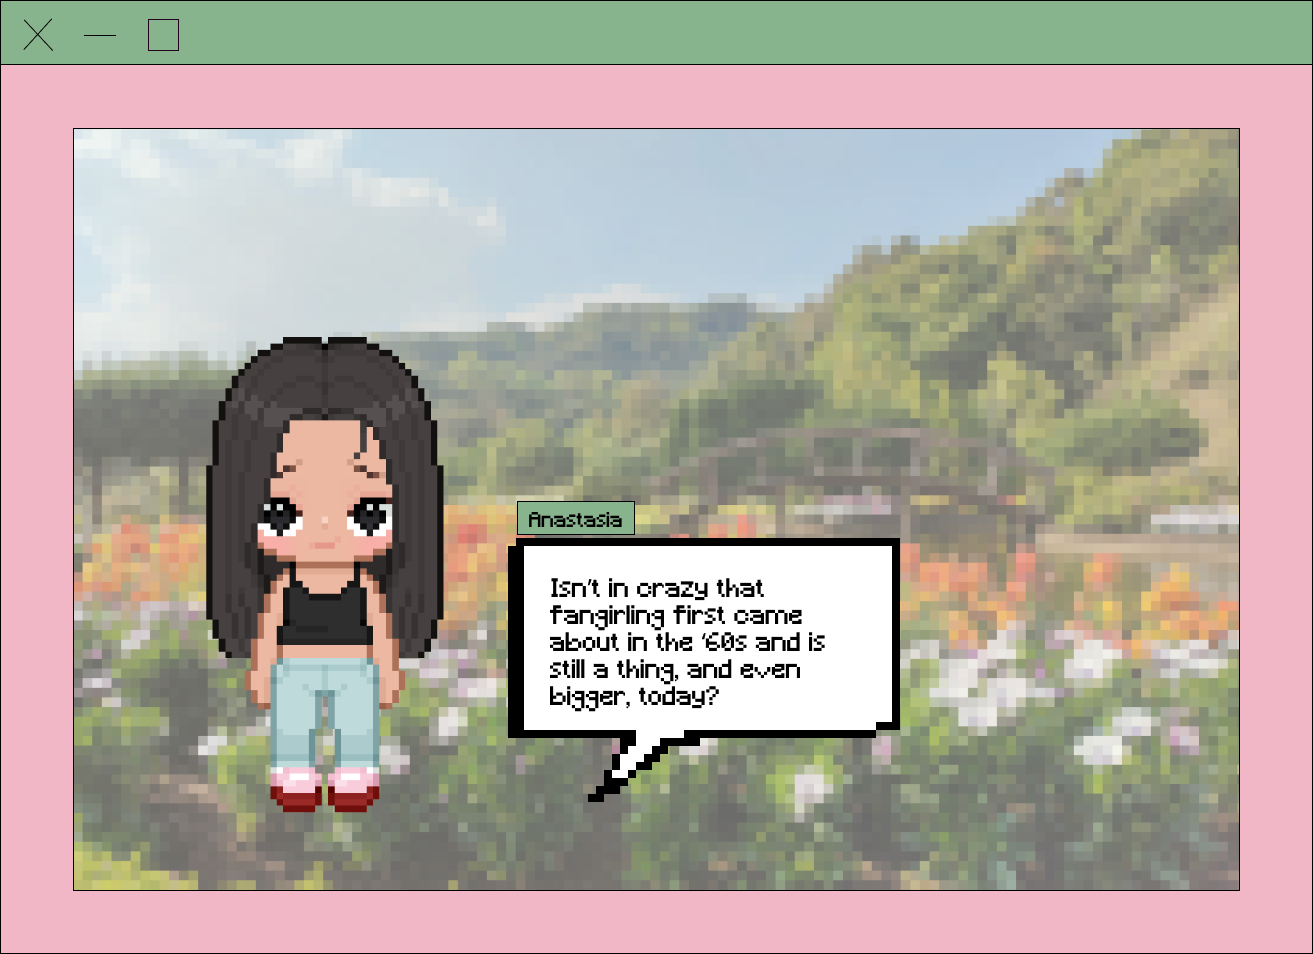 Anastasia
Isn't in crazy that
fangirling first came
about in the '60s and is
still a thing, and even
bigger, today?